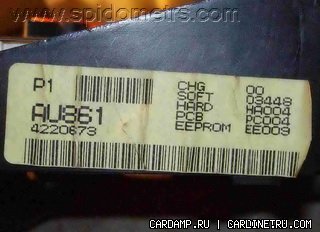 www.spidometrs.com
P1
AU861
4220673
CHG 00
SOFT 03448
HARD HA004
PCB PC004
EEPROM EE009
CARDAMP.RU | CARLINETRU.COM